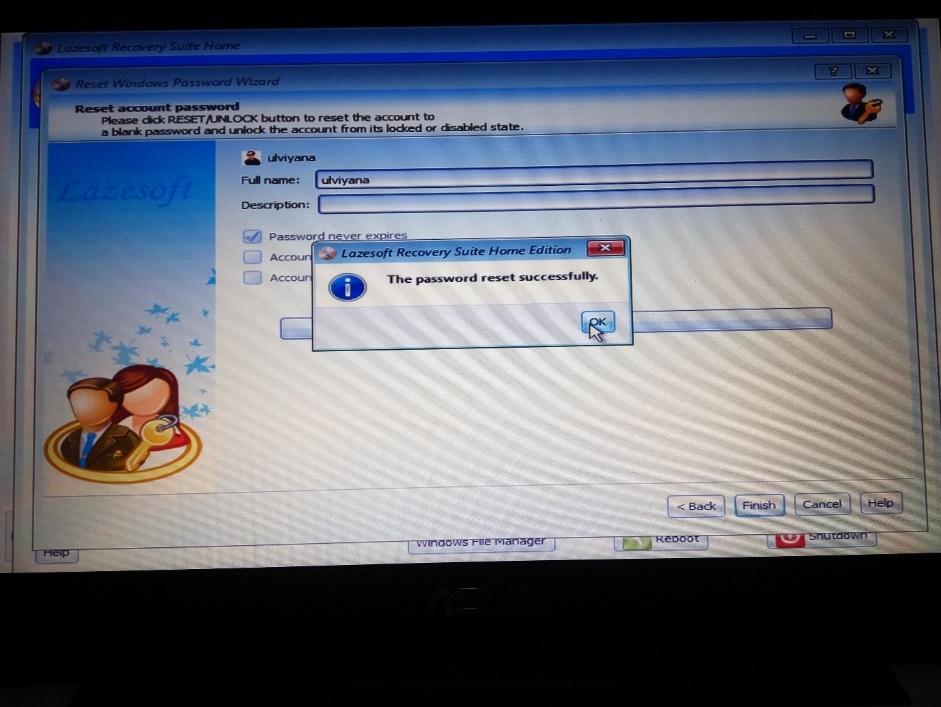 Lazesoft Recovery Suite Home
Reset Windows Password Wizard
Reset account password
Please click RESET/UNLOCK button to reset the account to
a blank password and unlock the account from its locked or disabled state.
Lazesoft
ulviyana
Full name: ulviyana
Description:
Password never expires
Accoun
Accoun
Lazesoft Recovery Suite Home Edition
The password reset successfully.
OK
< Back Finish Cancel Help
Help Windows File Manager Reboot Shutdown
ASUS